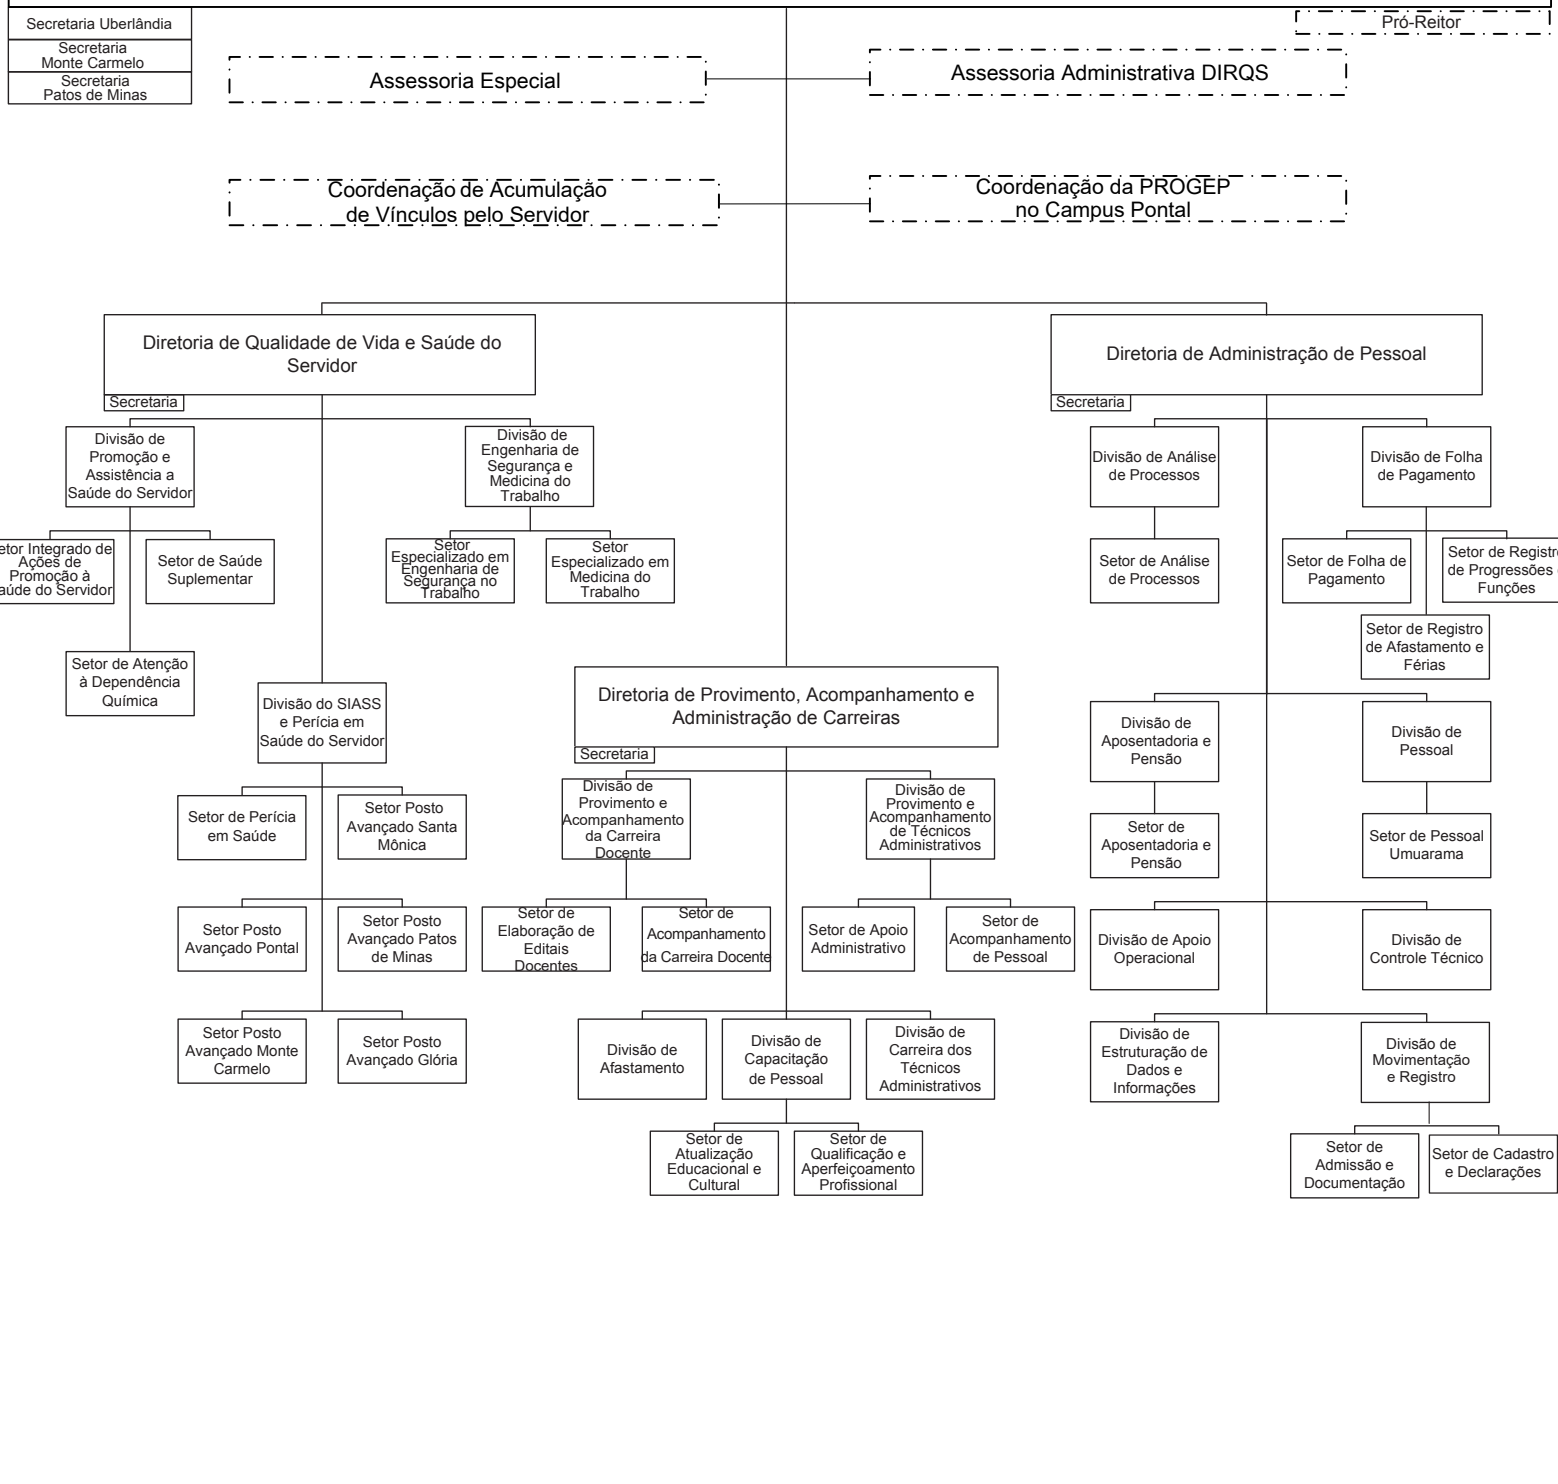 Secretaria Uberlândia
Secretaria
Monte Carmelo
Secretaria
Patos de Minas
Pró-Reitor
Assessoria Especial
Assessoria Administrativa DIRQS
Coordenação de Acumulação
de Vínculos pelo Servidor
Coordenação da PROGEP
no Campus Pontal
Diretoria de Qualidade de Vida e Saúde do
Servidor
Secretaria
Diretoria de Administração de Pessoal
Secretaria
Divisão de
Promoção e
Assistência a
Saúde do Servidor
Divisão de
Engenharia de
Segurança e
Medicina do
Trabalho
Divisão de Análise
de Processos
Divisão de Folha
de Pagamento
etor Integrado de
Ações de
Promoção à
aúde do Servidor
Setor de Saúde
Suplementar
Setor
Especializado em
Engenharia de
Segurança no
Trabalho
Setor
Especializado em
Medicina do
Trabalho
Setor de Análise
de Processos
Setor de Folha de
Pagamento
Setor de Registro
de Progressões
Funções
Setor de Registro
de Afastamento e
Férias
Setor de Atenção
à Dependência
Química
Divisão do SIASS
e Perícia em
Saúde do Servidor
Diretoria de Provimento, Acompanhamento e
Administração de Carreiras
Secretaria
Divisão de
Aposentadoria e
Pensão
Divisão de
Pessoal
Setor de Perícia
em Saúde
Setor Posto
Avançado Santa
Mônica
Divisão de
Provimento e
Acompanhamento
da Carreira
Docente
Divisão de
Provimento e
Acompanhamento
de Técnicos
Administrativos
Setor de
Aposentadoria e
Pensão
Setor de Pessoal
Umuarama
Setor Posto
Avançado Pontal
Setor Posto
Avançado Patos
de Minas
Setor de
Elaboração de
Editais
Docentes
Setor de
Acompanhamento
da Carreira Docente
Setor de Apoio
Administrativo
Setor de
Acompanhamento
de Pessoal
Divisão de Apoio
Operacional
Divisão de
Controle Técnico
Setor Posto
Avançado Monte
Carmelo
Setor Posto
Avançado Glória
Divisão de
Afastamento
Divisão de
Capacitação
de Pessoal
Divisão de
Carreira dos
Técnicos
Administrativos
Divisão de
Estruturação de
Dados e
Informações
Divisão de
Movimentação
e Registro
Setor de
Atualização
Educacional e
Cultural
Setor de
Qualificação e
Aperfeiçoamento
Profissional
Setor de
Admissão e
Documentação
Setor de Cadastro
e Declarações